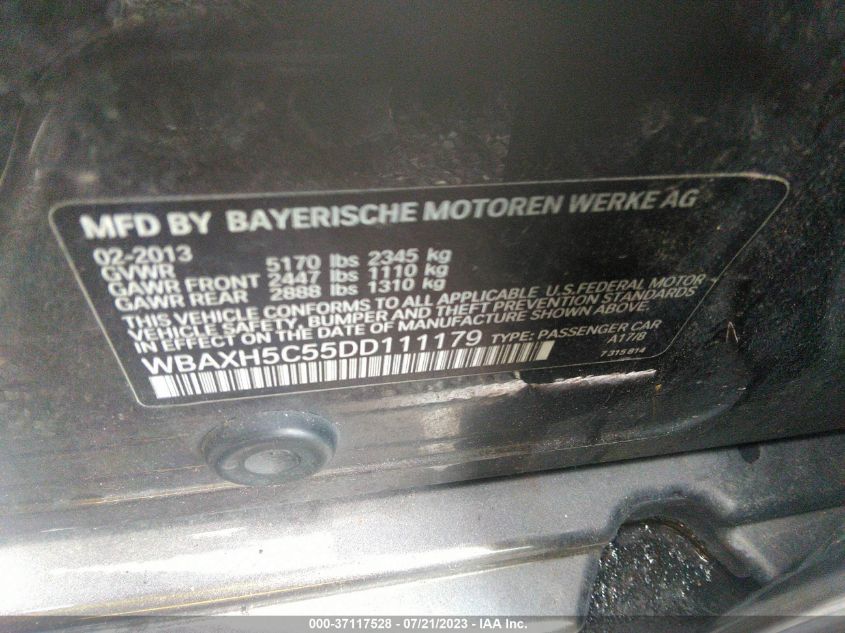 MFD BY BAYERISCHE MOTOREN WERKE AG
02-2013
GVWR 5170 lbs 2345 kg
GAWR FRONT 2447 lbs 1110 kg
GAWR REAR 2888 lbs 1310 kg
THIS VEHICLE CONFORMS TO ALL APPLICABLE U.S.FEDERAL MOTOR
VEHICLE SAFETY, BUMPER AND THEFT PREVENTION STANDARDS
IN EFFECT ON THE DATE OF MANUFACTURE SHOWN ABOVE.
WBAXH5C55DD111179 TYPE: PASSENGER CAR
A17/8
7 315 814
000-37117528 - 07/21/2023 - IAA Inc.